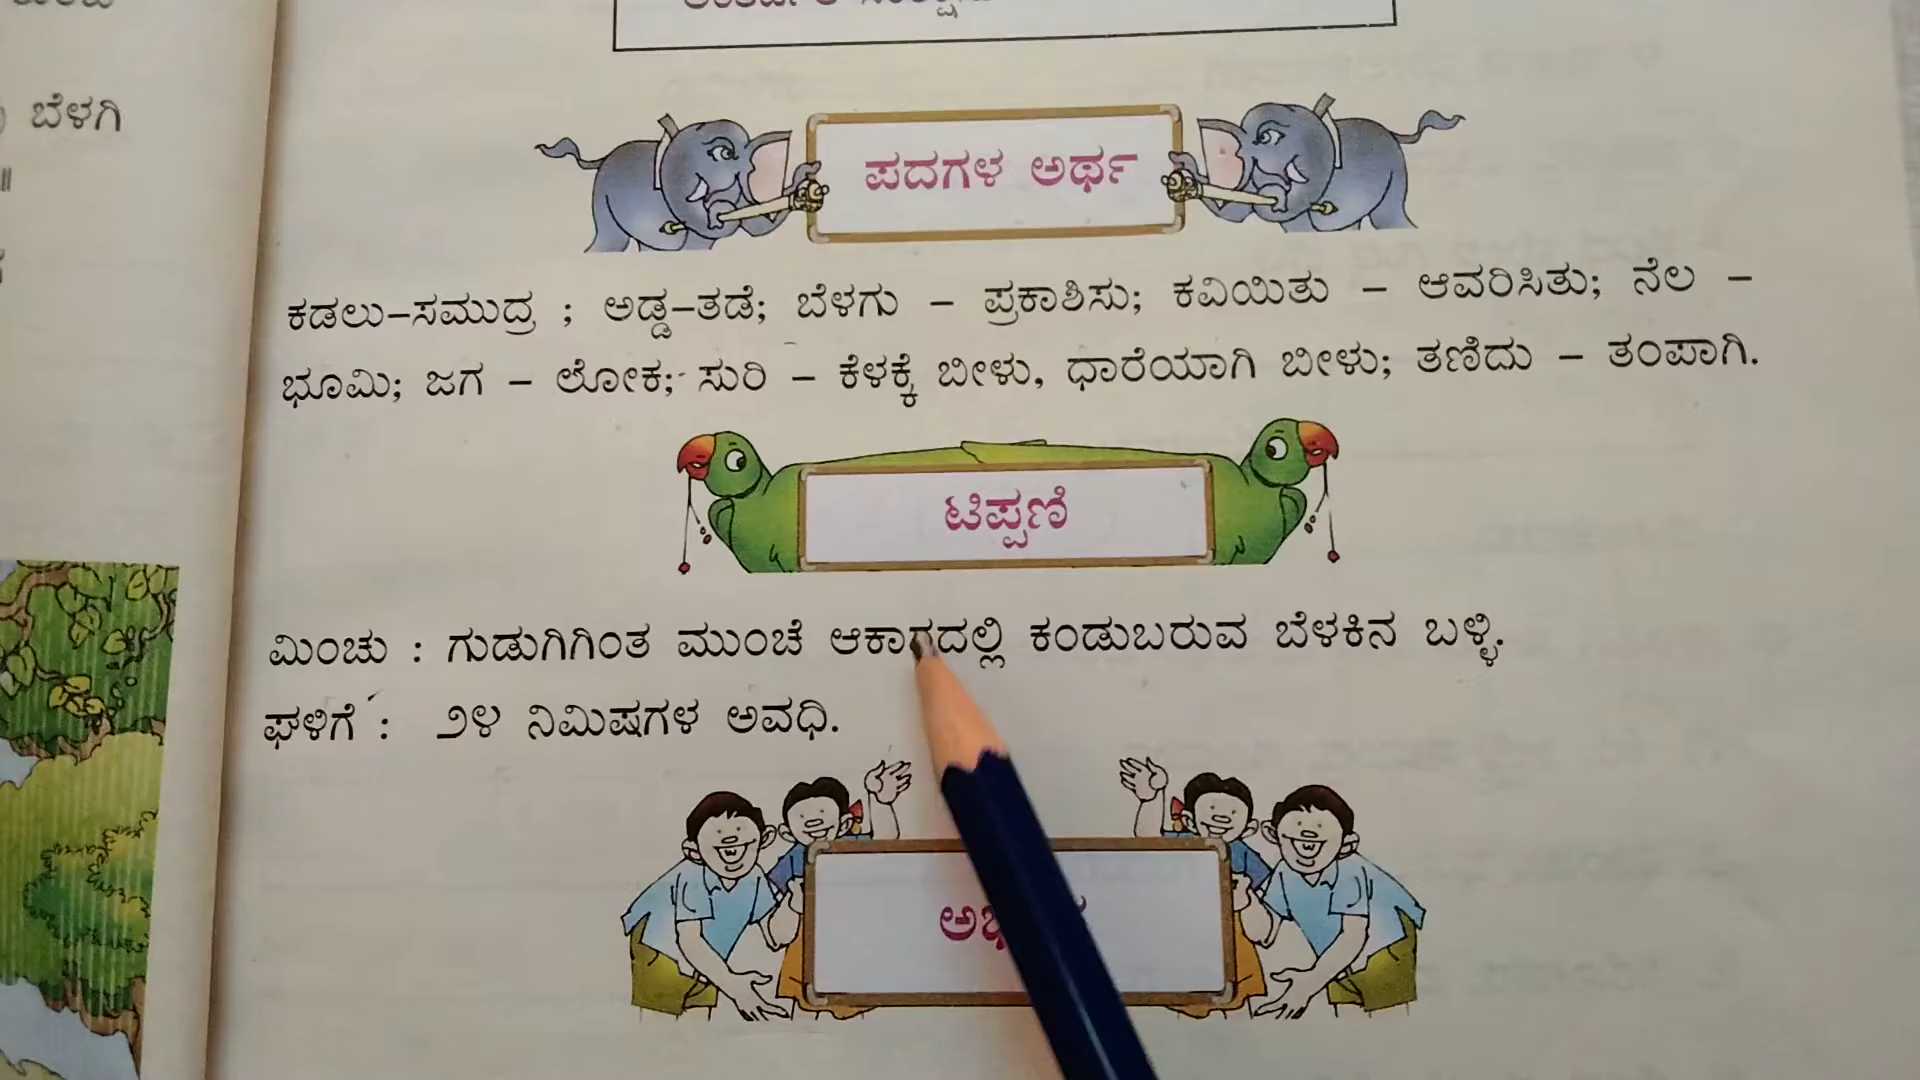 ಬೆಳಗಿ
ಪದಗಳ ಅರ್ಥ
ಕಡಲು–ಸಮುದ್ರ ; ಅಡ್ಡ–ತಡೆ; ಬೆಳಗು – ಪ್ರಕಾಶಿಸು; ಕವಿಯಿತು – ಆವರಿಸಿತು; ನೆಲ –
ಭೂಮಿ; ಜಗ – ಲೋಕ; ಸುರಿ – ಕೆಳಕ್ಕೆ ಬೀಳು, ಧಾರೆಯಾಗಿ ಬೀಳು; ತಣಿದು – ತಂಪಾಗಿ.
ಟಿಪ್ಪಣಿ
ಮಿಂಚು : ಗುಡುಗಿಗಿಂತ ಮುಂಚೆ ಆಕಾಶದಲ್ಲಿ ಕಂಡುಬರುವ ಬೆಳಕಿನ ಬಳ್ಳಿ.
ಘಳಿಗೆ : ೨೪ ನಿಮಿಷಗಳ ಅವಧಿ.